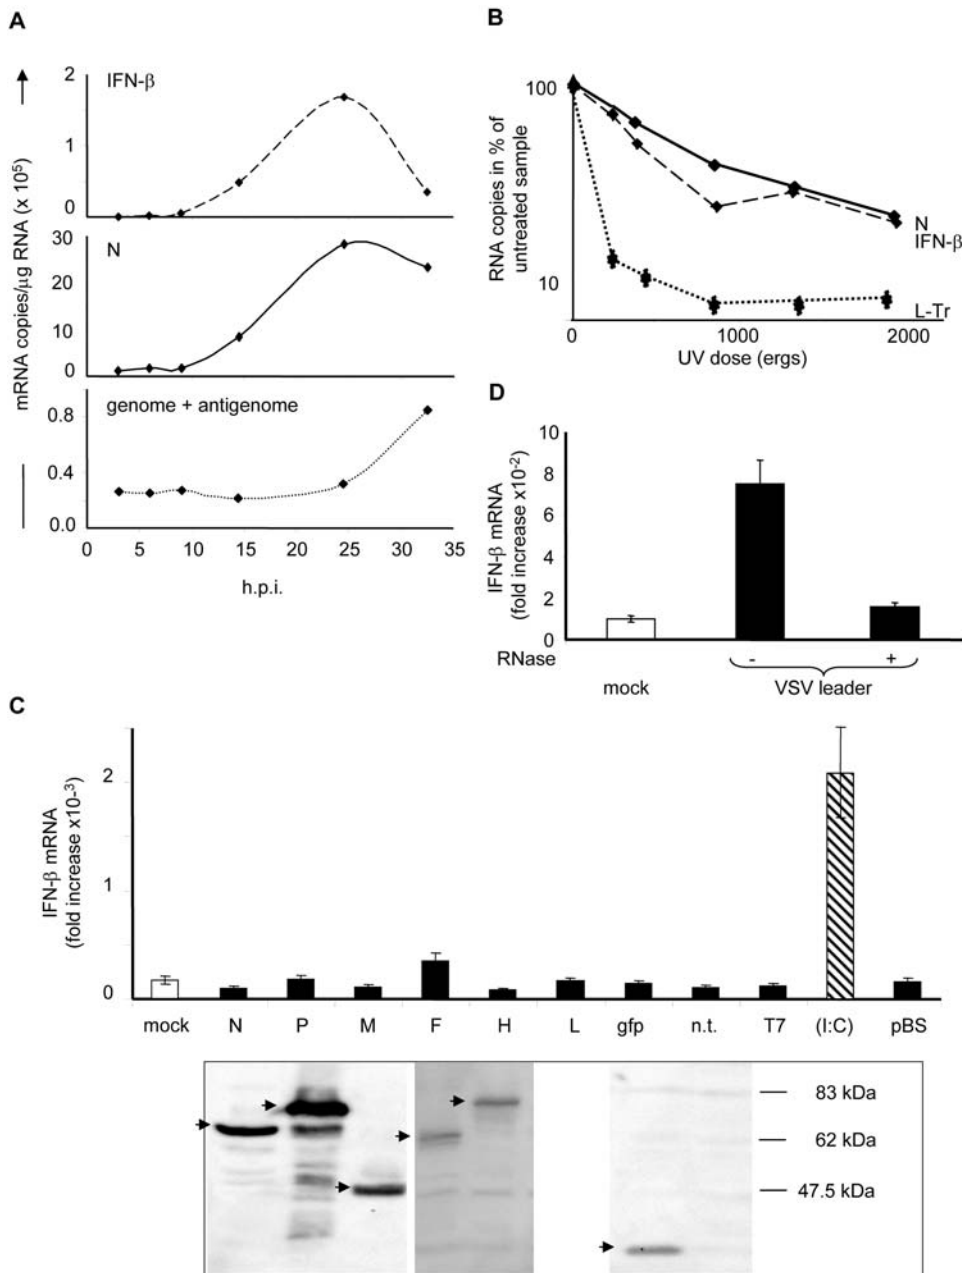 A
mRNA copies/µg RNA (x 10⁵)
2
1
0
IFN-β
30
20
10
0
N
0.8
0.4
0.0
genome + antigenome
0 5 10 15 20 25 30 35
h.p.i.
B
RNA copies in % of
untreated sample
100
10
N
IFN-β
L-Tr
0 1000 2000
UV dose (ergs)
D
IFN-β mRNA
(fold increase x10⁻²)
10
8
6
4
2
0
RNase - +
mock VSV leader
C
IFN-β mRNA
(fold increase x10⁻³)
2
1
0
mock N P M F H L gfp n.t. T7 (I:C) pBS
83 kDa
62 kDa
47.5 kDa